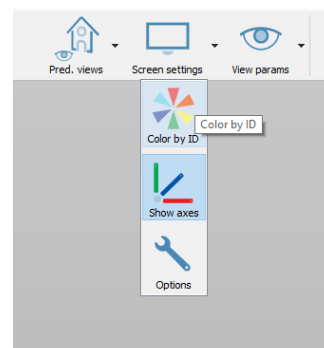 Pred. views Screen settings View params
Color by ID
Color by ID
Show axes
Options